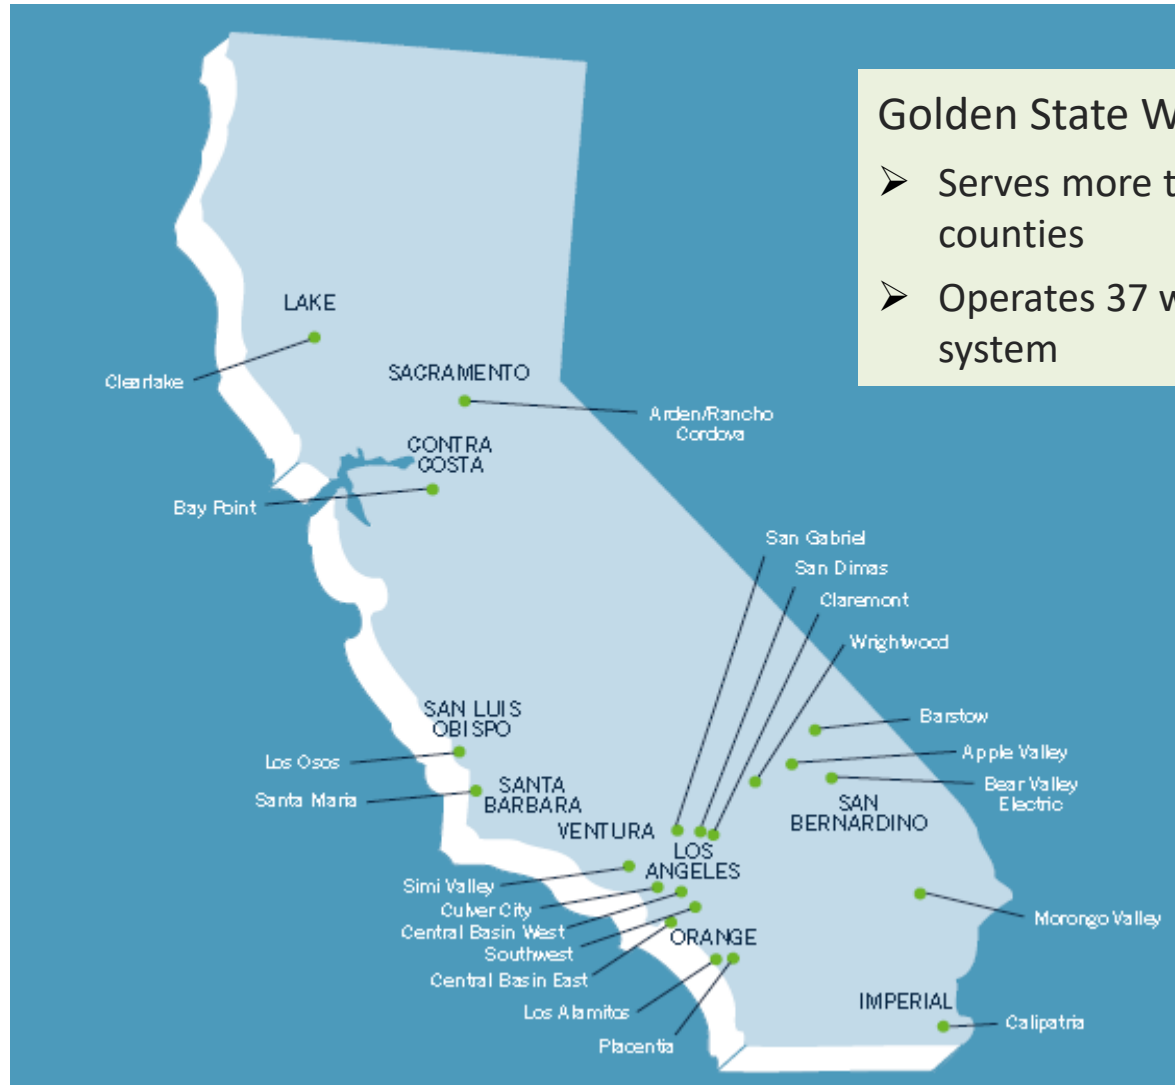 Golden State W
➤ Serves more t
counties
➤ Operates 37 w
system
LAKE
Clearlake
SACRAMENTO
Arden/Rancho
Cordova
CONTRA
COSTA
Bay Point
San Gabriel
San Dimas
Claremont
Wrightwood
SAN LUIS
OBISPO
Los Osos
Barstow
Apple Valley
Bear Valley
Electric
Santa Maria
SANTA
BARBARA
SAN
BERNARDINO
VENTURA
LOS
ANGELES
Simi Valley
Culver City
Central Basin West
Southwest
Central Basin East
ORANGE
Morongo Valley
Los Alamitos
Placentia
IMPERIAL
Calipatria